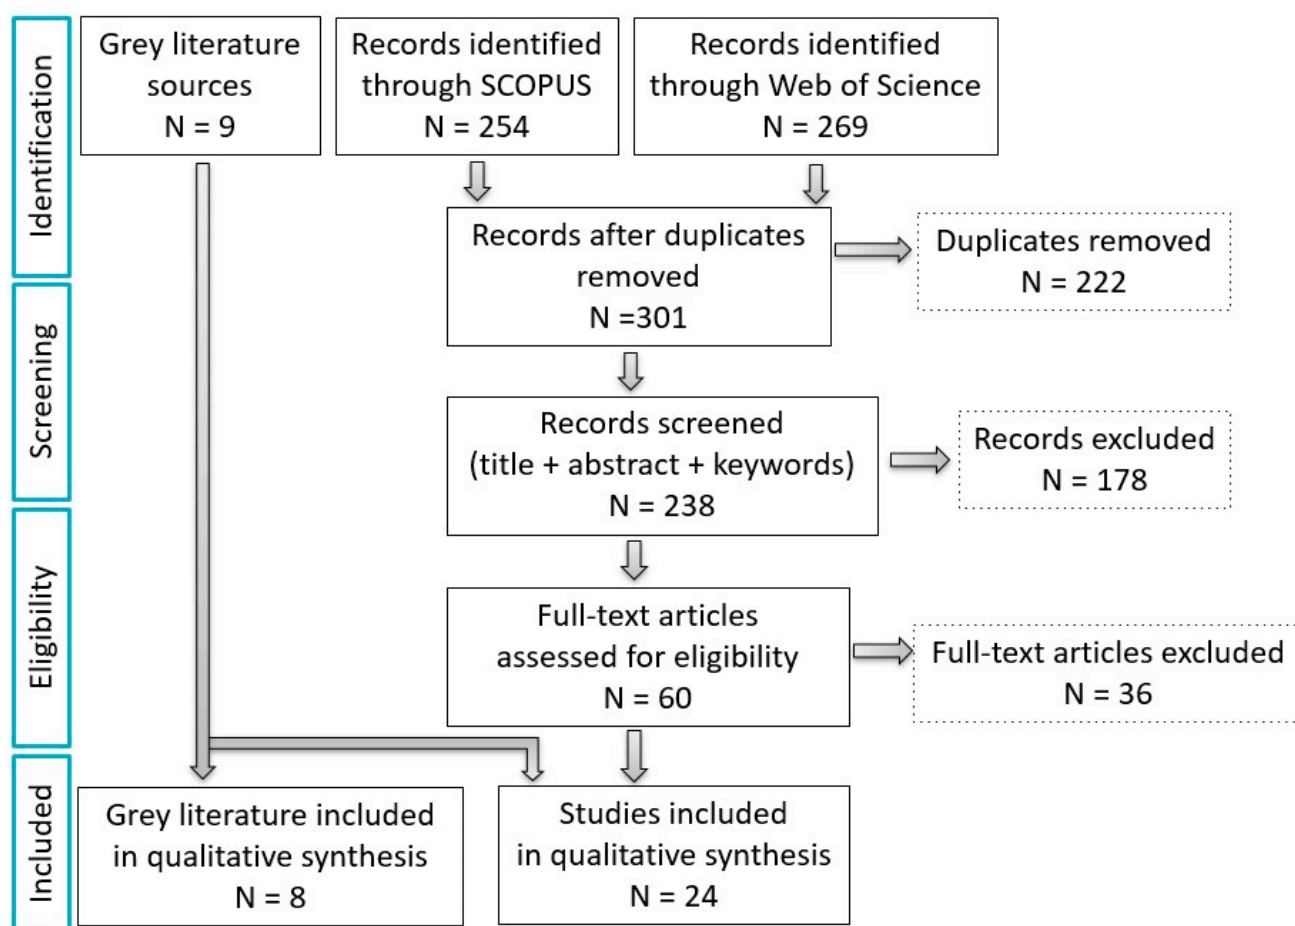 Identification
Grey literature
sources
N = 9
Records identified
through SCOPUS
N = 254
Records identified
through Web of Science
N = 269
Records after duplicates
removed
N =301
Duplicates removed
N = 222
Screening
Records screened
(title + abstract + keywords)
N = 238
Records excluded
N = 178
Eligibility
Full-text articles
assessed for eligibility
N = 60
Full-text articles excluded
N = 36
Included
Grey literature included
in qualitative synthesis
N = 8
Studies included
in qualitative synthesis
N = 24